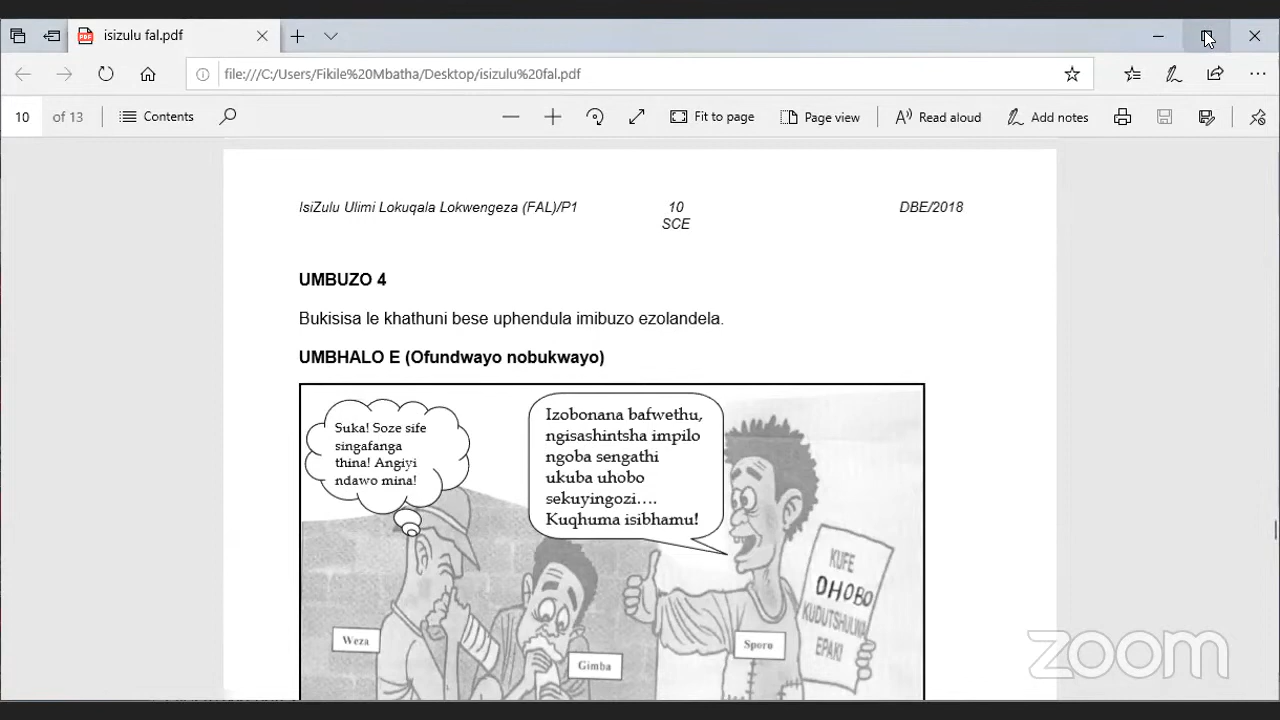 isizulu fal.pdf
file:///C:/Users/Fikile%20Mbatha/Desktop/isizulu%20fal.pdf
10 of 13 Contents Fit to page Page view Read aloud Add notes
IsiZulu Ulimi Lokuqala Lokwengeza (FAL)/P1 10 DBE/2018
SCE
UMBUZO 4
Bukisisa le khathuni bese uphendula imibuzo ezolandela.
UMBHALO E (Ofundwayo nobukwayo)
Suka! Soze sife
singafanga
thina! Angiyi
ndawo mina!
Izobonana bafwethu,
ngisashintsha impilo
ngoba sengathi
ukuba uhobo
sekuyingozi….
Kuqhuma isibhamu!
KUFE
OHOBO
KUDUTSHULWA
EPAKI
Weza
Gimba
Sporo
zoom